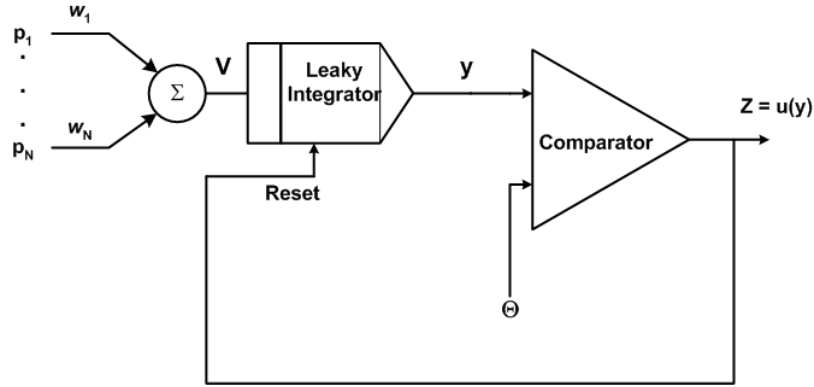 w1
p1
.
.
.
pN
wN
Σ
V
Leaky
Integrator
Reset
y
Comparator
Θ
Z = u(y)